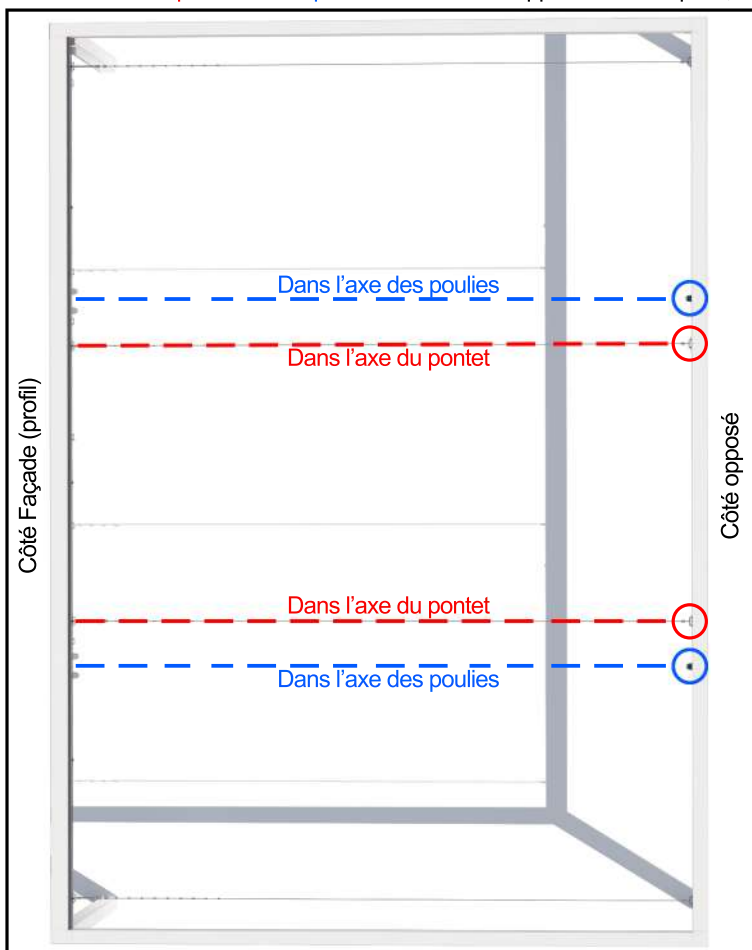 Dans l'axe des poulies
Dans l'axe du pontet
Côté Façade (profil)
Côté opposé
Dans l'axe du pontet
Dans l'axe des poulies